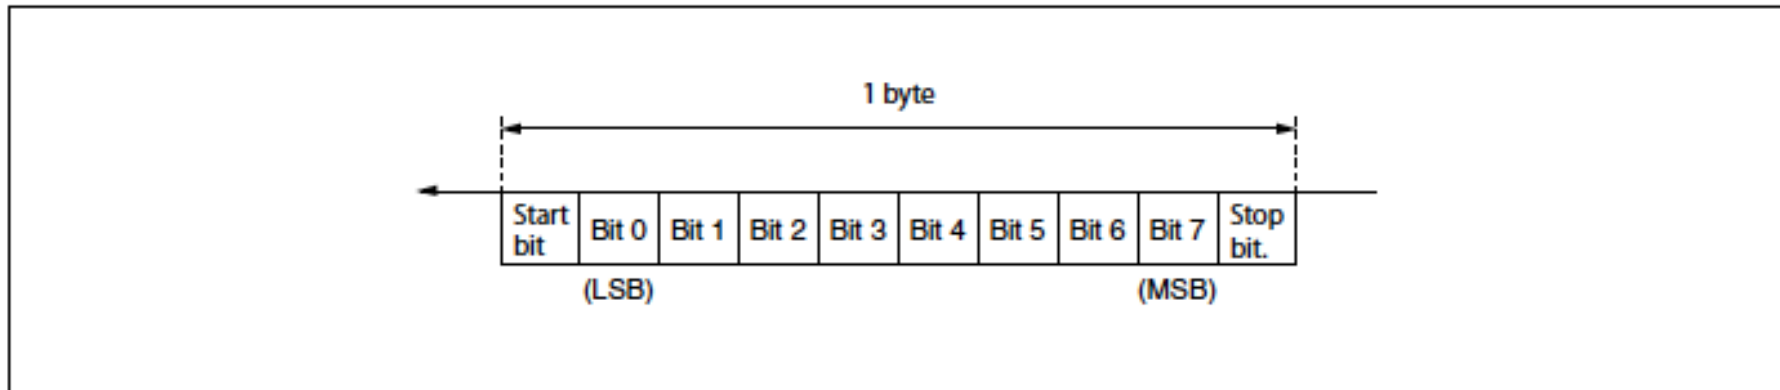 1 byte
Start bit Bit 0 Bit 1 Bit 2 Bit 3 Bit 4 Bit 5 Bit 6 Bit 7 Stop bit.
(LSB) (MSB)